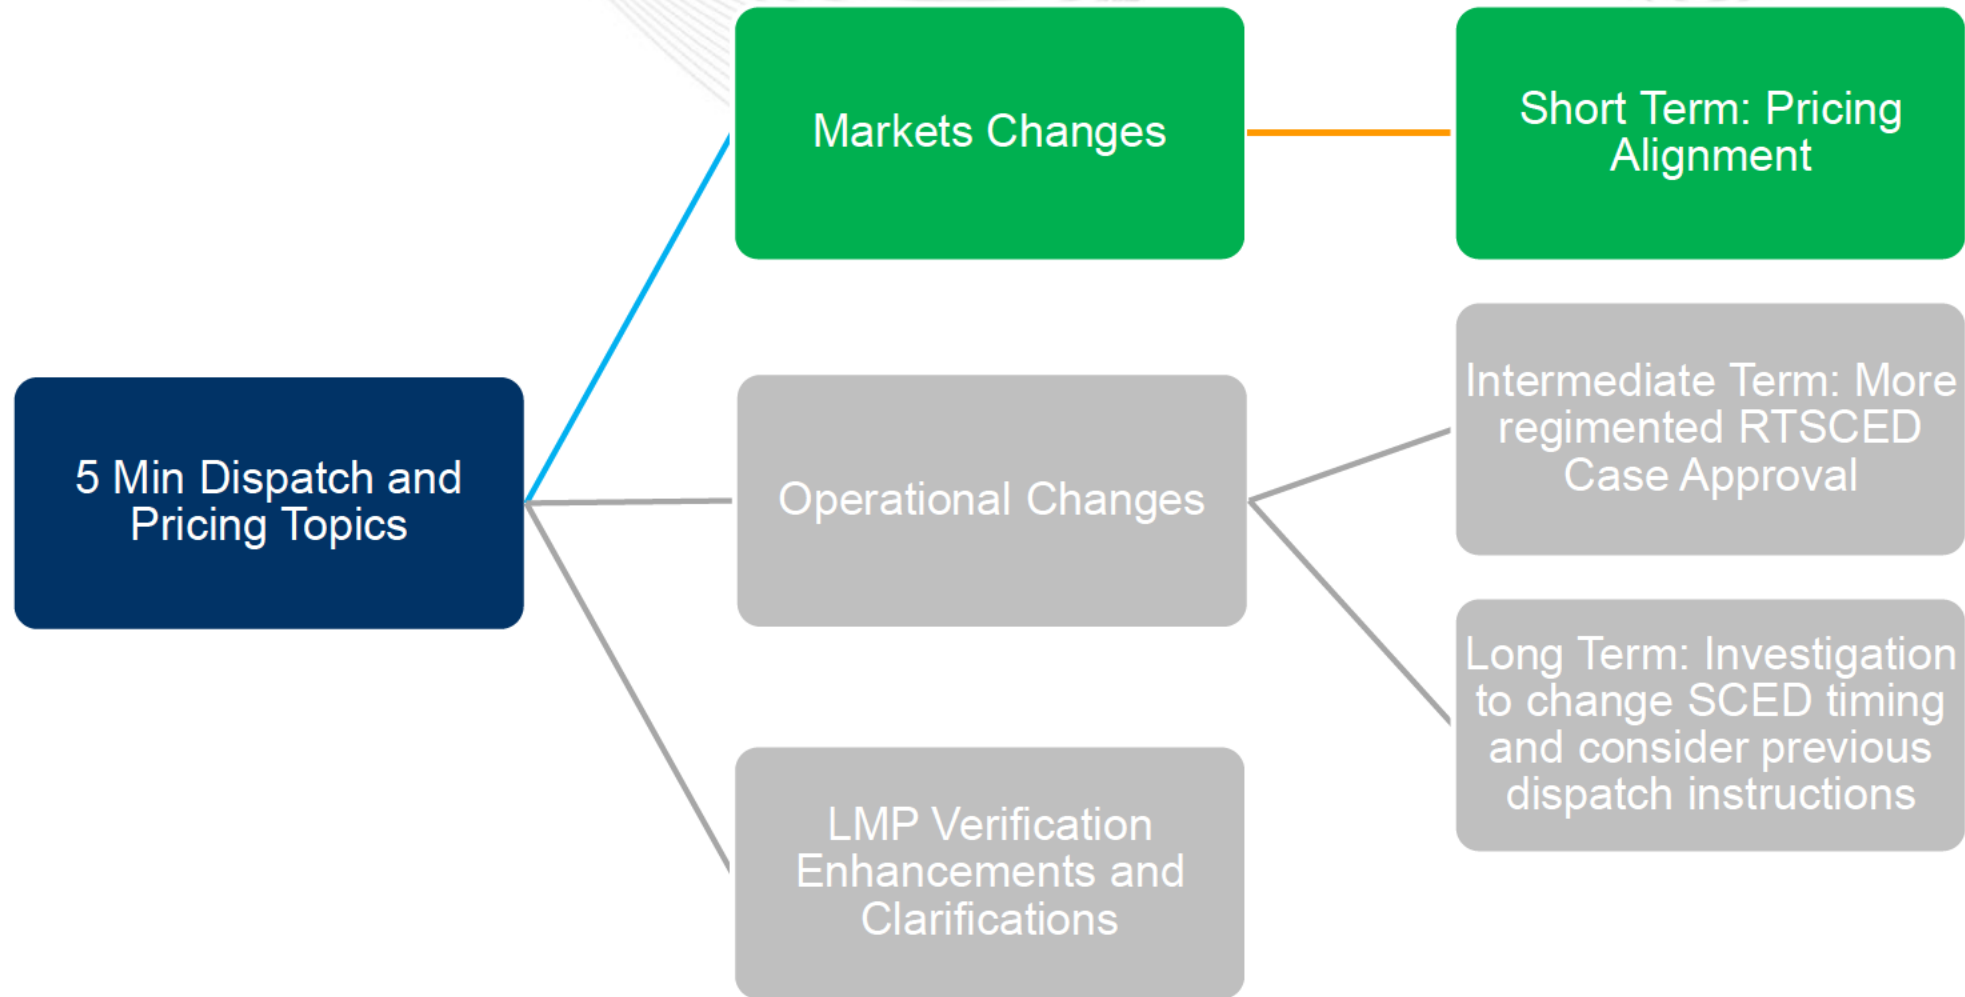 Markets Changes
Short Term: Pricing
Alignment
5 Min Dispatch and
Pricing Topics
Operational Changes
Intermediate Term: More
regimented RTSCED
Case Approval
Long Term: Investigation
to change SCED timing
and consider previous
dispatch instructions
LMP Verification
Enhancements and
Clarifications